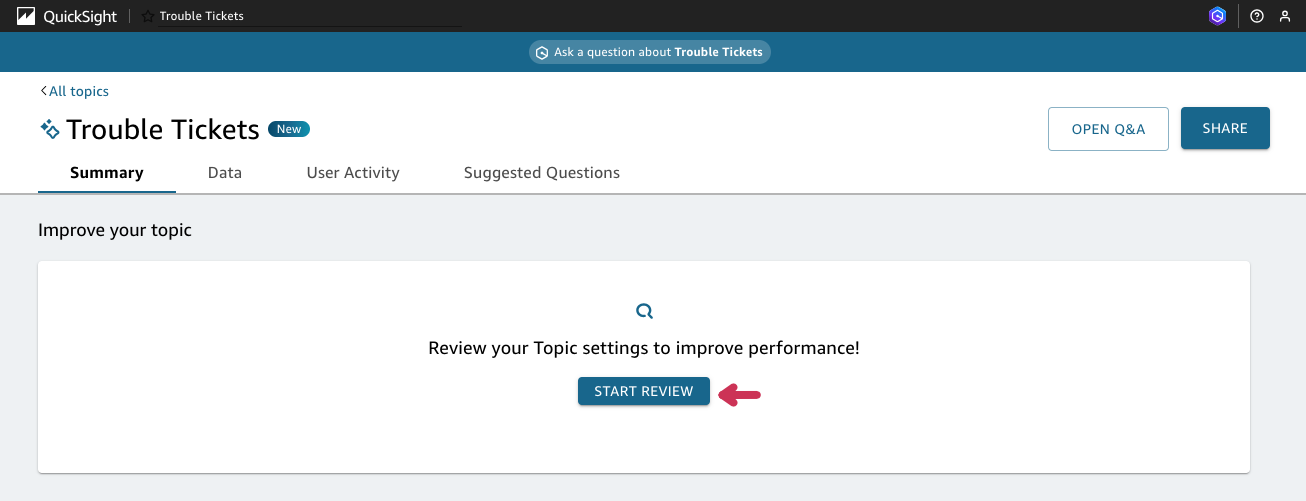 QuickSight
Trouble Tickets
Ask a question about Trouble Tickets
All topics
Trouble Tickets New
OPEN Q&A
SHARE
Summary Data User Activity Suggested Questions
Improve your topic
Review your Topic settings to improve performance!
START REVIEW